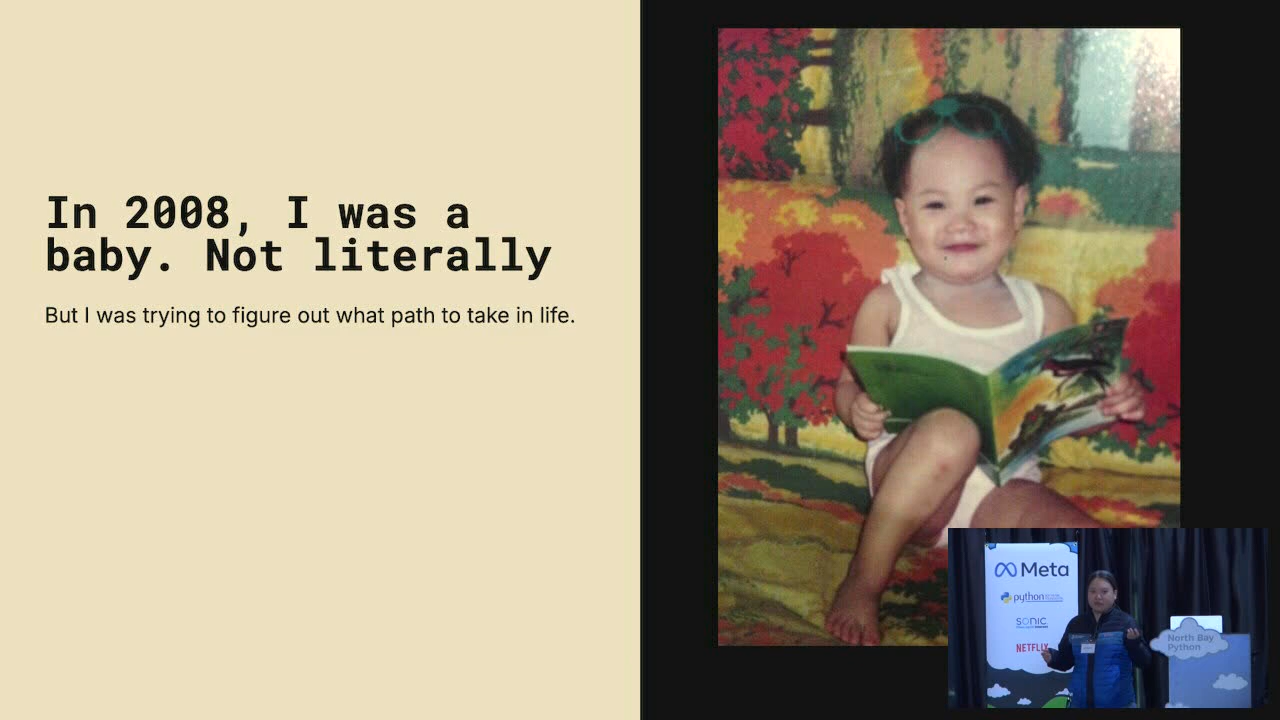 In 2008, I was a
baby. Not literally
But I was trying to figure out what path to take in life.
Meta
python
sonic
NETFLIX
North Bay
Python